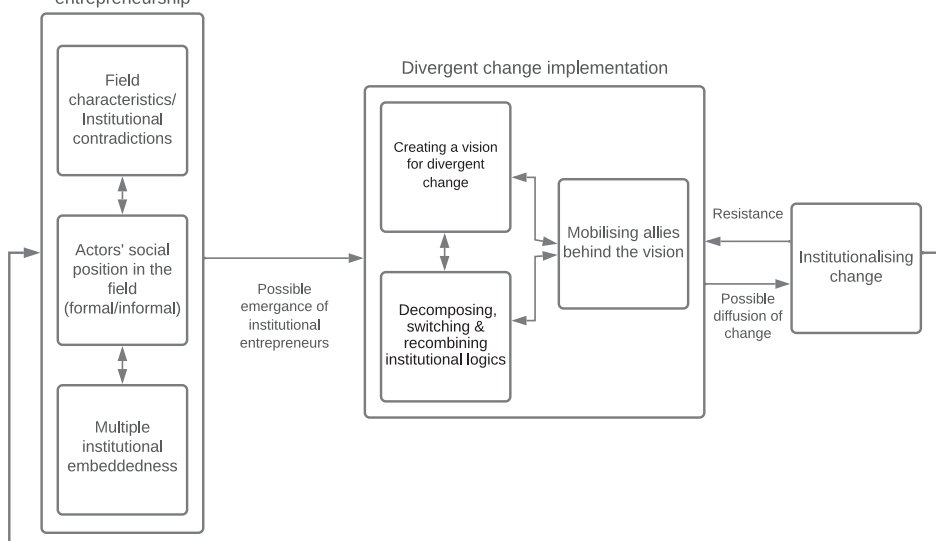 entrepreneurship
Field
characteristics/
Institutional
contradictions
Actors' social
position in the
field
(formal/informal)
Multiple
institutional
embeddedness
Possible
emergance of
institutional
entrepreneurs
Divergent change implementation
Creating a vision
for divergent
change
Decomposing,
switching &
recombining
institutional logics
Mobilising allies
behind the vision
Resistance
Possible
diffusion of
change
Institutionalising
change